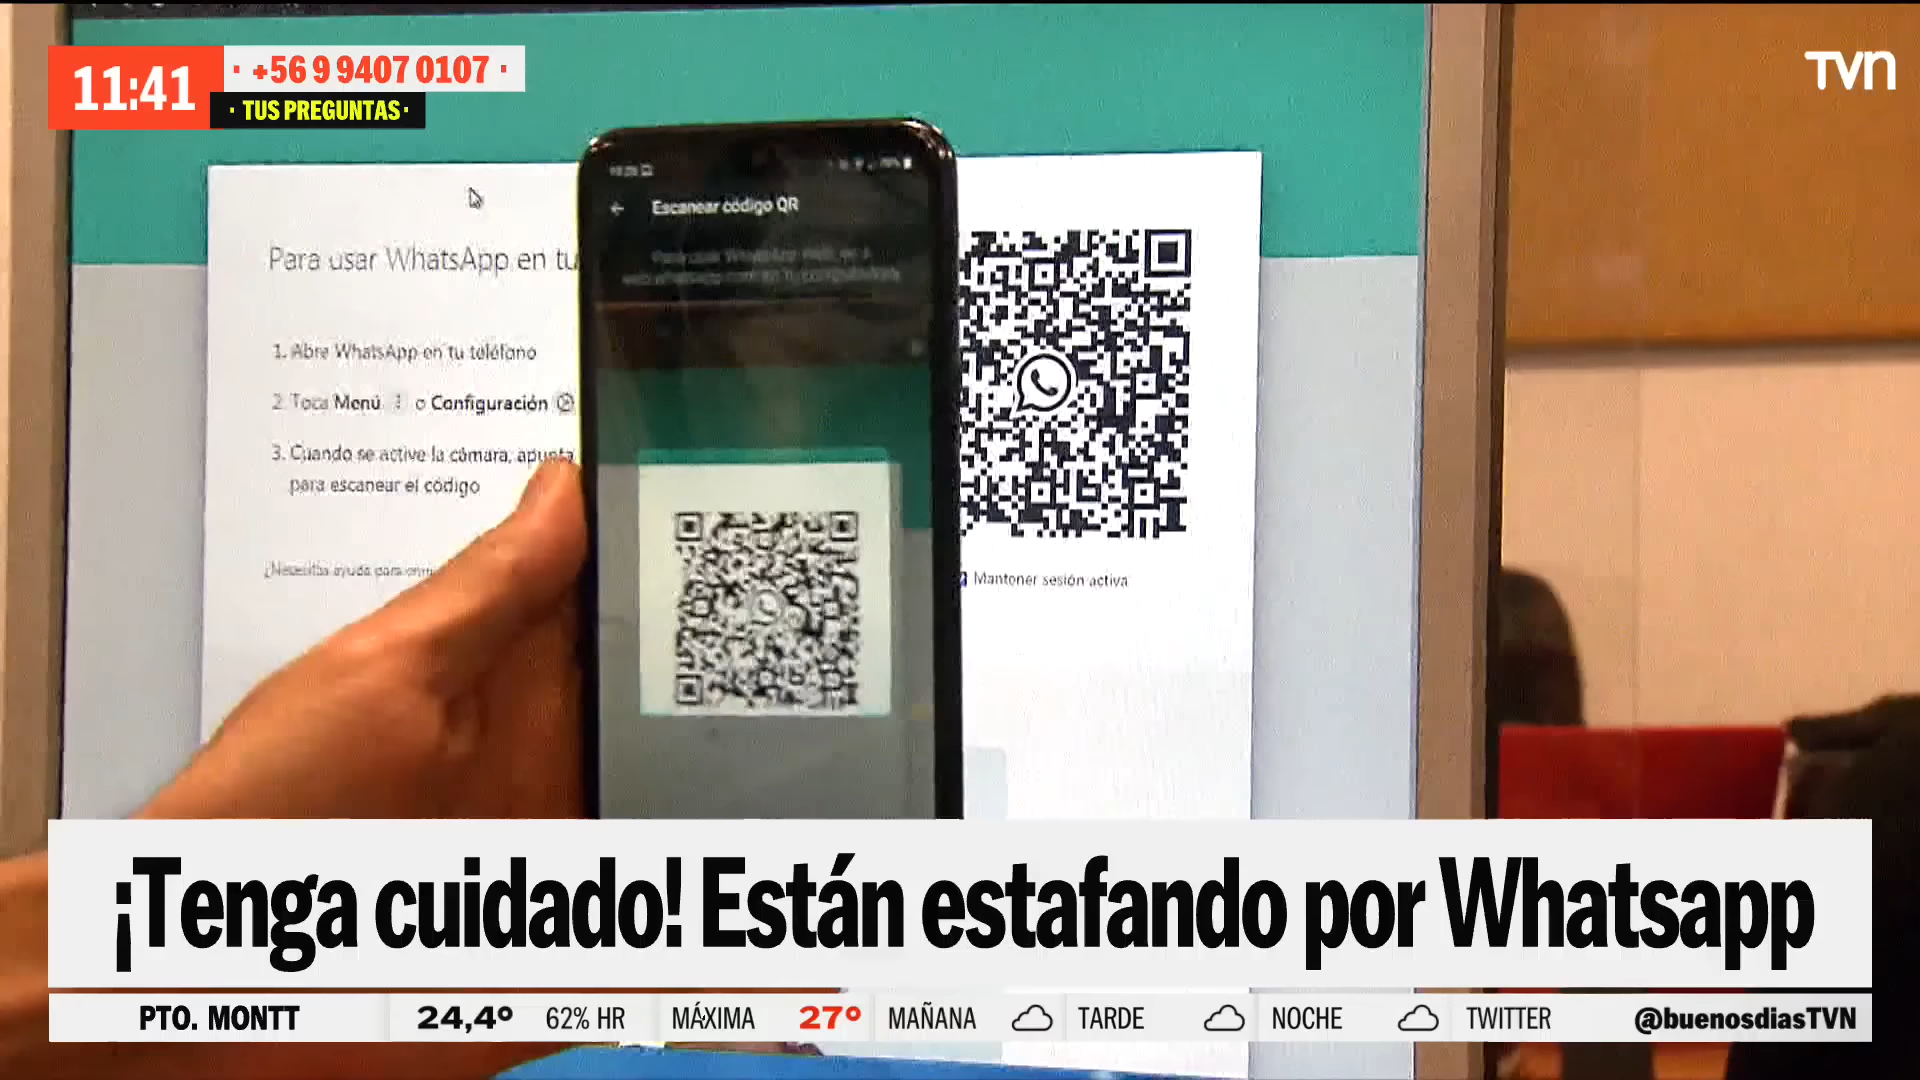 11:41
· +56 9 9407 0107 ·
· TUS PREGUNTAS ·
TVN
Escanear código QR
Para usar WhatsApp en tu
1. Abre WhatsApp en tu teléfono
2. Toca Menú ⋮ o Configuración
3. Cuando se active la cámara, apunta
para escanear el código
¿Necesitas ayuda para
Mantener sesión activa
¡Tenga cuidado! Están estafando por Whatsapp
PTO. MONTT 24,4° 62% HR MÁXIMA 27° MAÑANA TARDE NOCHE TWITTER @buenosdiasTVN